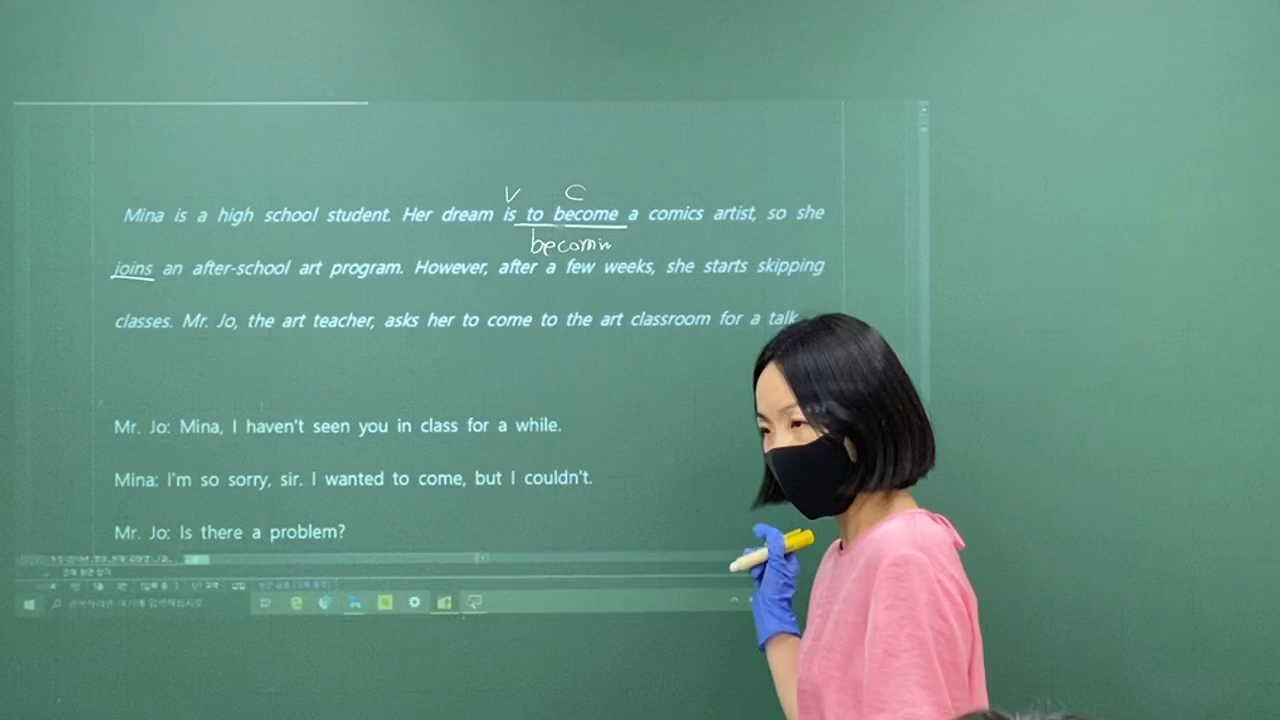 V C
Mina is a high school student. Her dream is to become a comics artist, so she
becomin
joins an after-school art program. However, after a few weeks, she starts skipping
classes. Mr. Jo, the art teacher, asks her to come to the art classroom for a talk
Mr. Jo: Mina, I haven't seen you in class for a while.
Mina: I'm so sorry, sir. I wanted to come, but I couldn't.
Mr. Jo: Is there a problem?